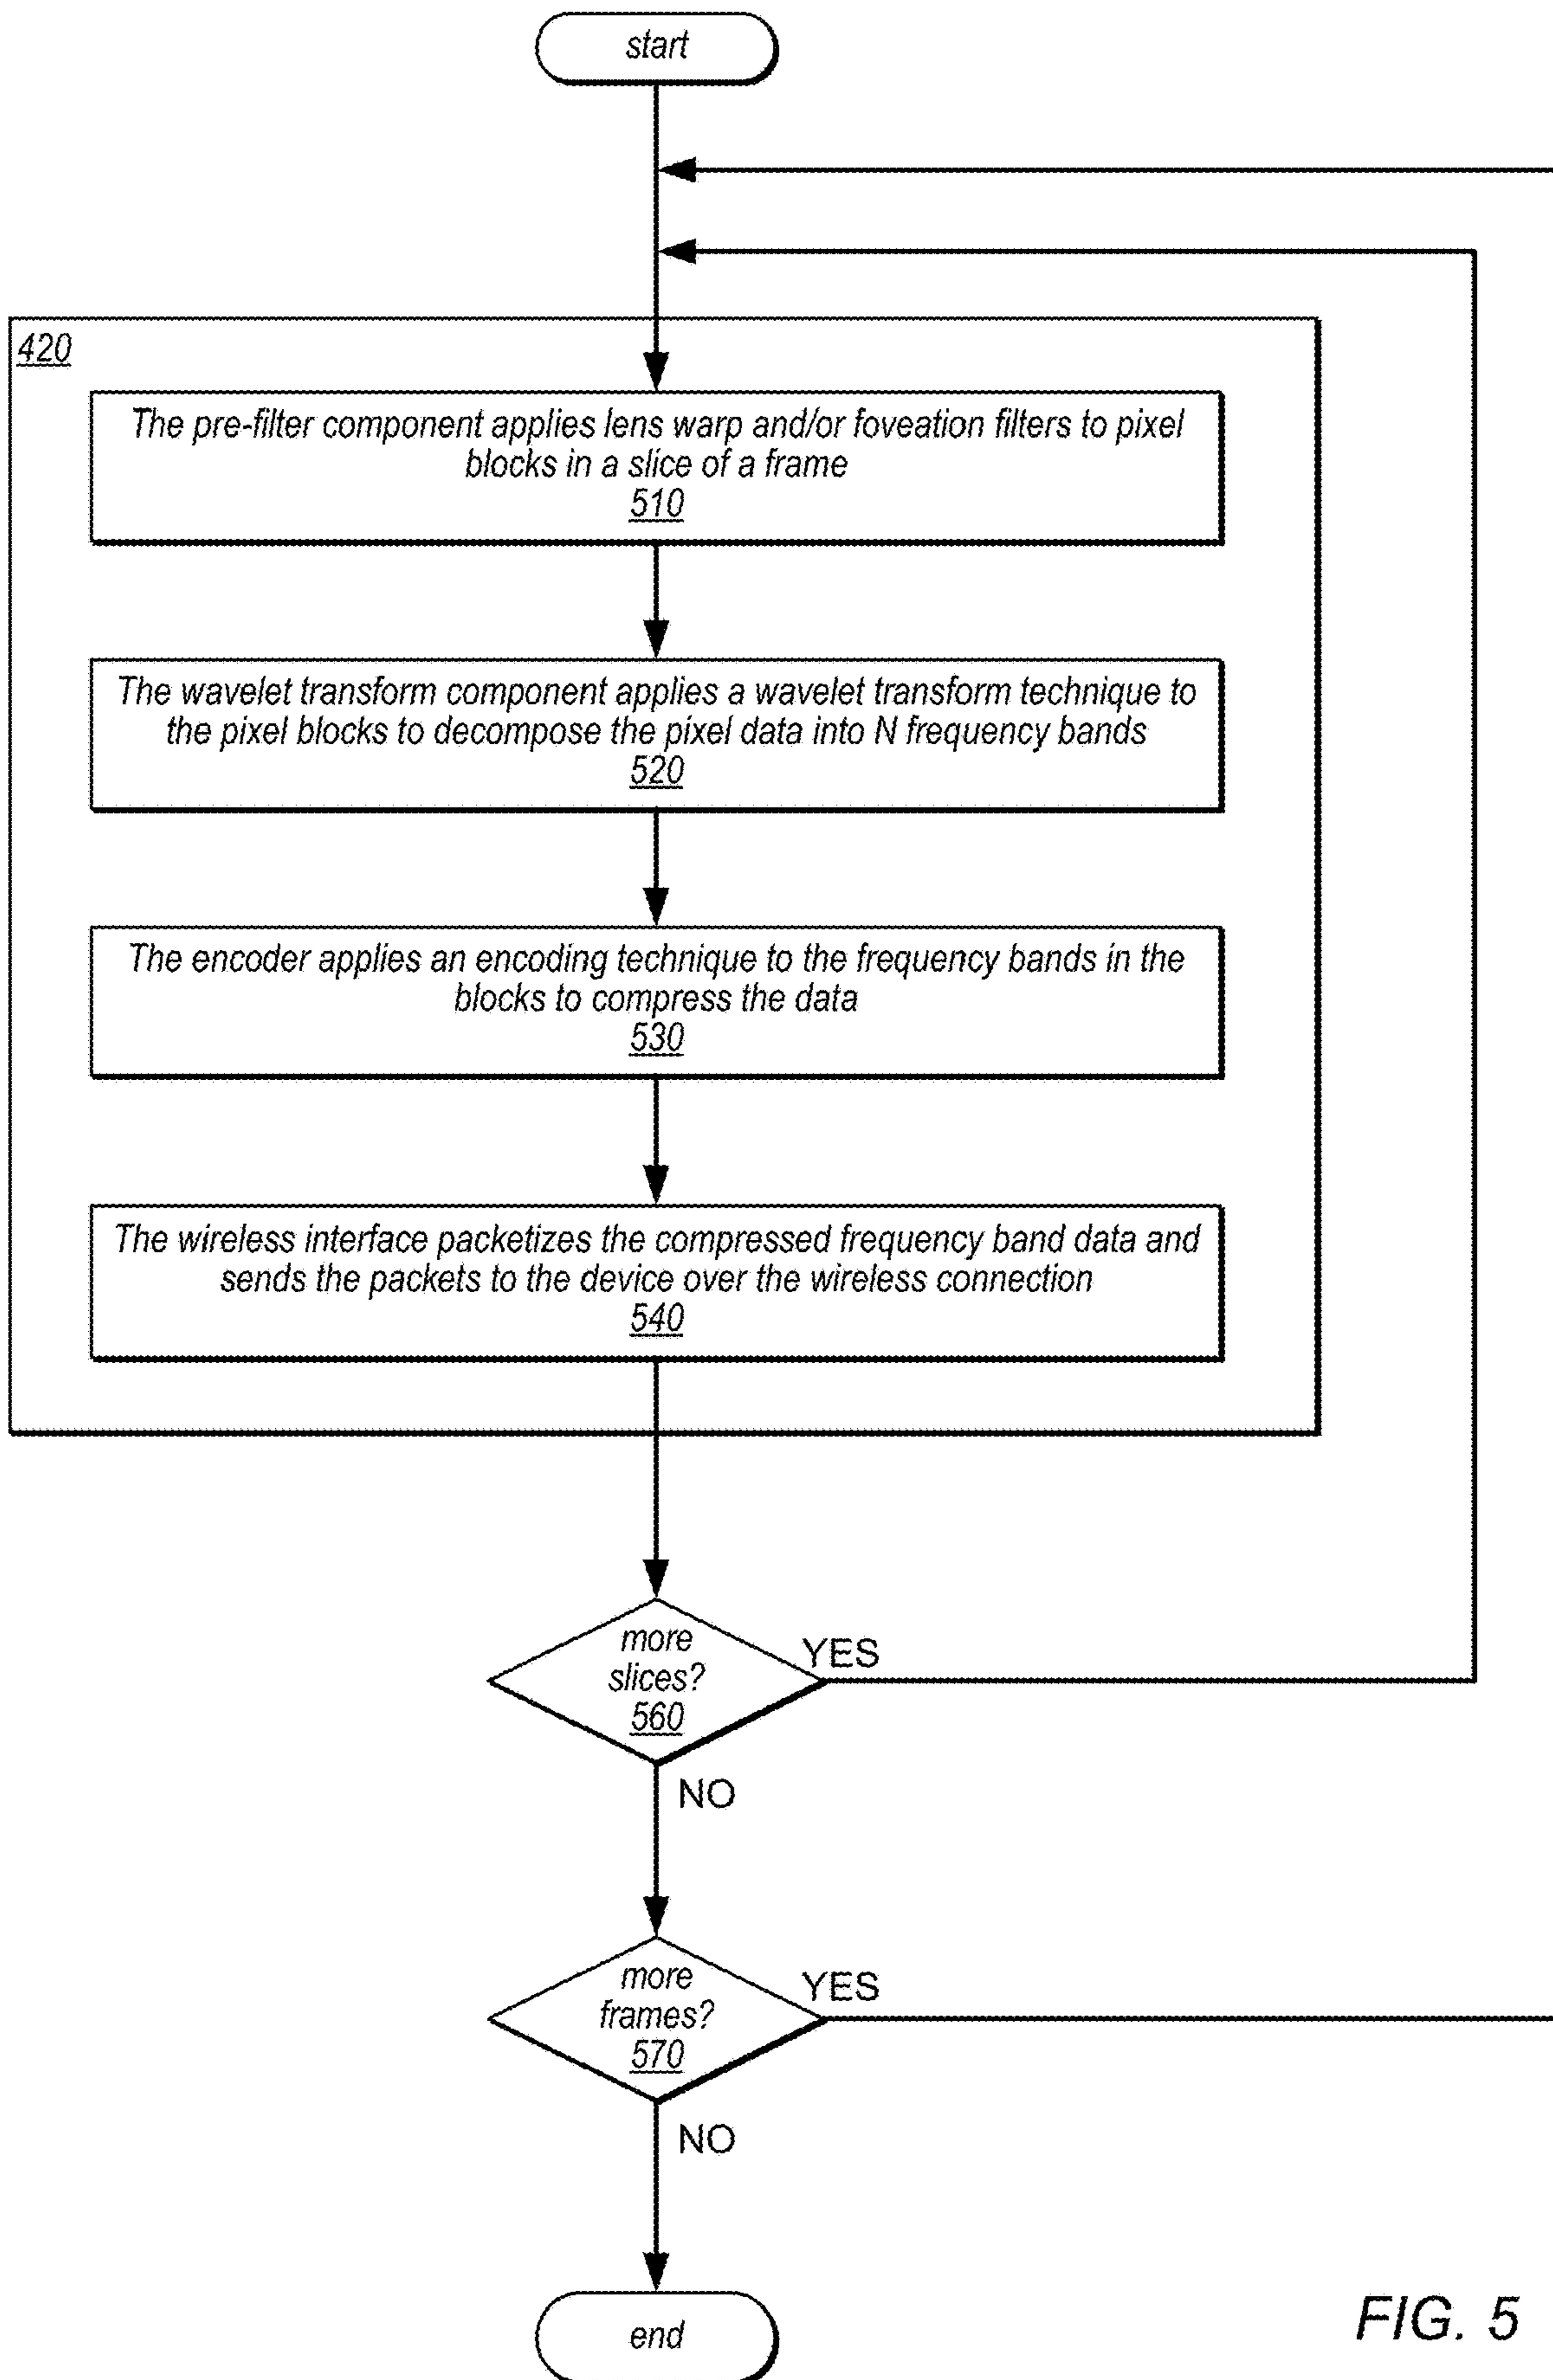 start
420
The pre-filter component applies lens warp and/or foveation filters to pixel
blocks in a slice of a frame
510
The wavelet transform component applies a wavelet transform technique to
the pixel blocks to decompose the pixel data into N frequency bands
520
The encoder applies an encoding technique to the frequency bands in the
blocks to compress the data
530
The wireless interface packetizes the compressed frequency band data and
sends the packets to the device over the wireless connection
540
more
slices?
560
YES
NO
more
frames?
570
YES
NO
end
FIG. 5